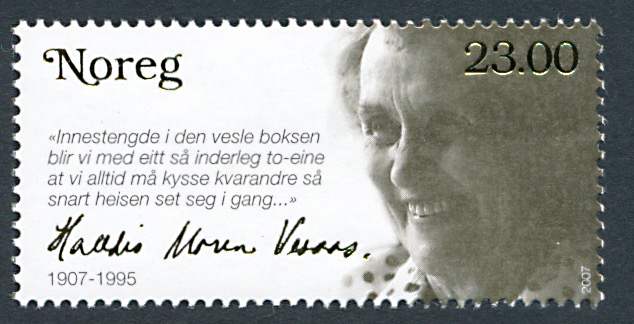 Noreg
23.00
«Innestengde i den vesle boksen
blir vi med eitt så inderleg to-eine
at vi alltid må kysse kvarandre så
snart heisen set seg i gang...»
Halldis Moren Vesaas.
1907-1995
2007